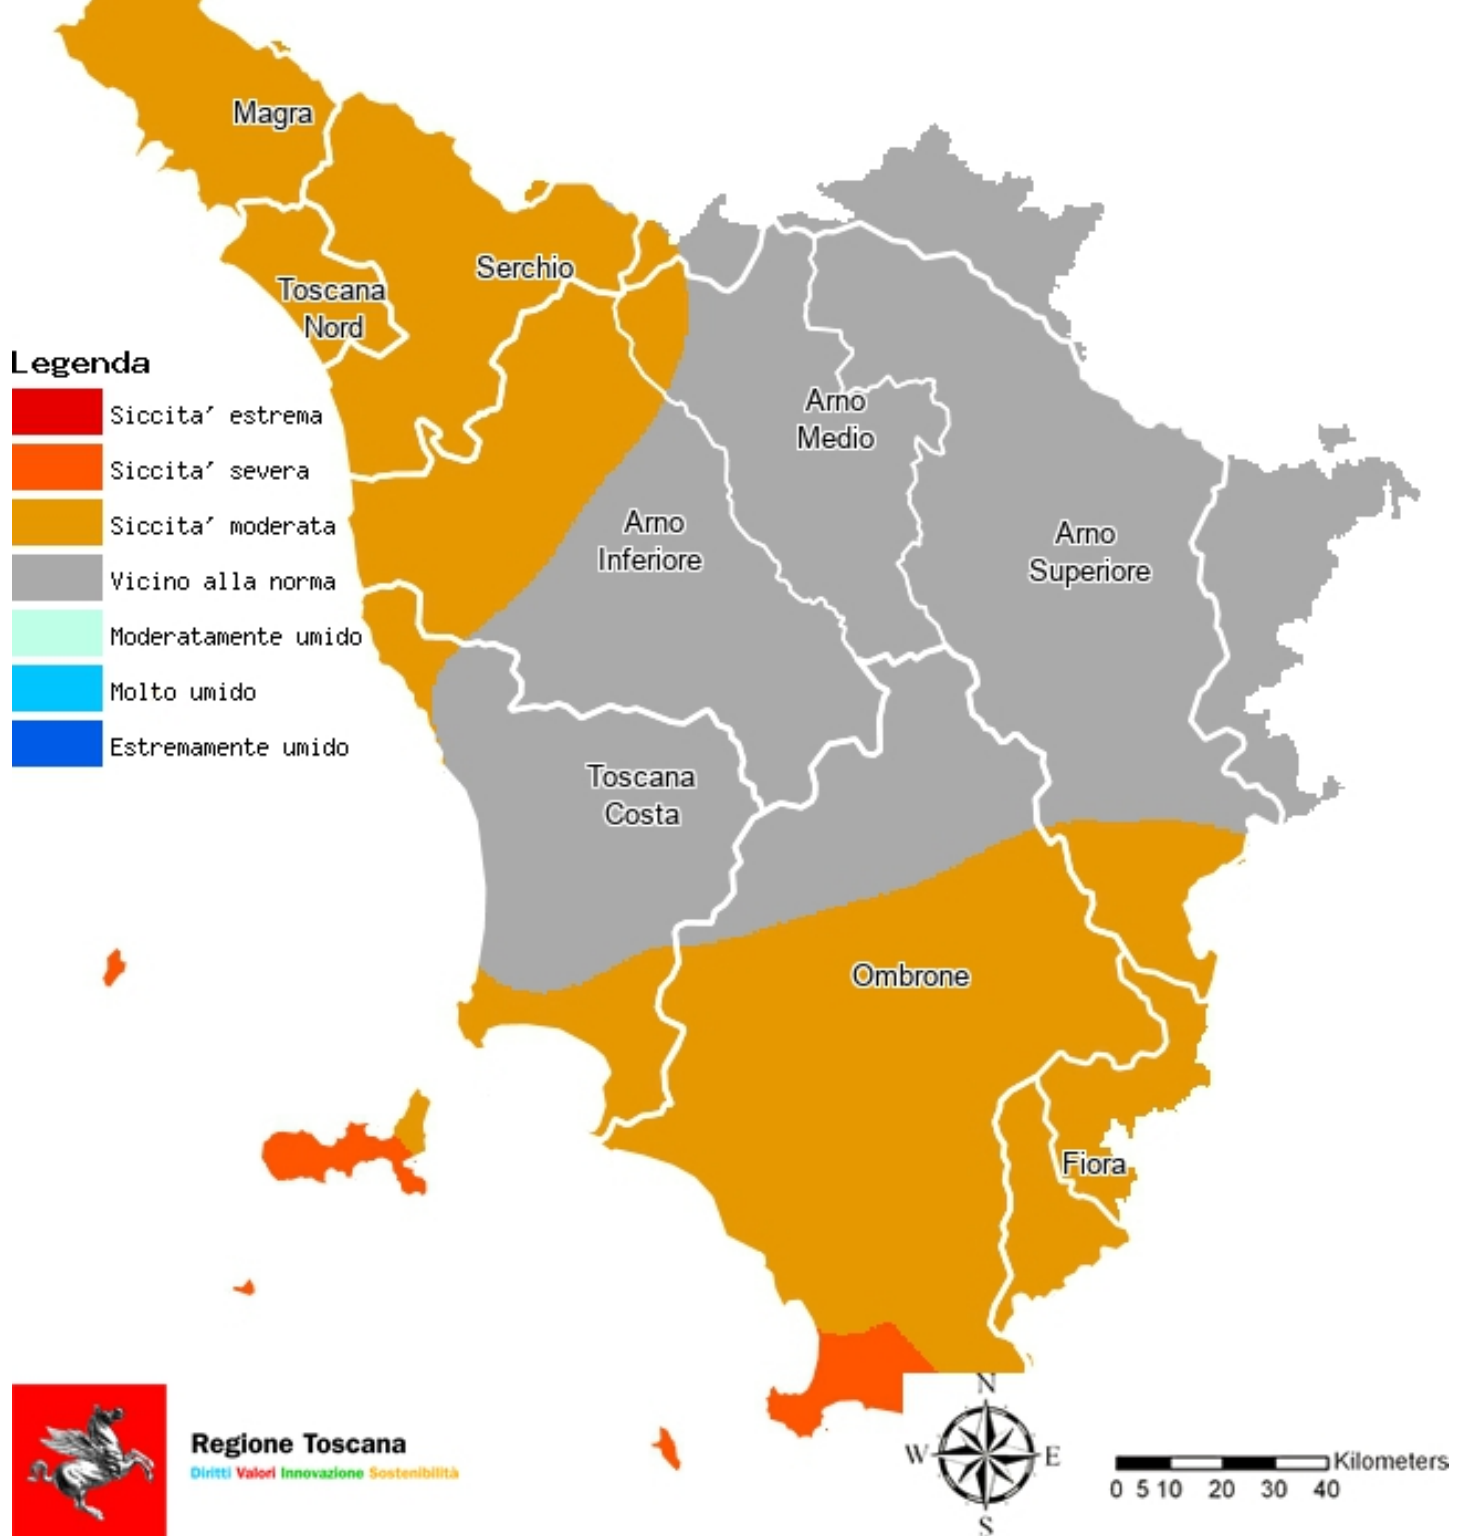 Magra
Serchio
Toscana
Nord
Legenda
Siccita' estrema
Siccita' severa
Siccita' moderata
Vicino alla norma
Moderatamente umido
Molto umido
Estremamente umido
Arno
Medio
Arno
Inferiore
Arno
Superiore
Toscana
Costa
Ombrone
Fiora
Regione Toscana
Diritti Valori Innovazione Sostenibilità
N
W E
S
Kilometers
0 5 10 20 30 40